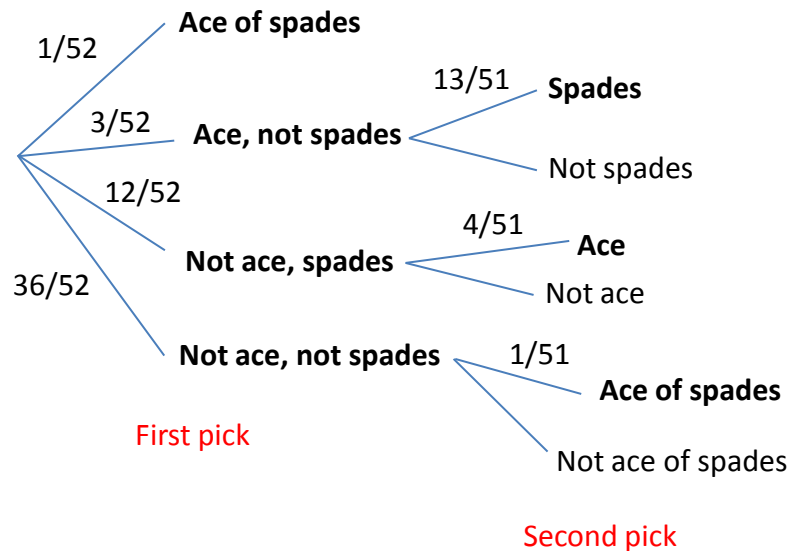 Ace of spades
1/52
13/51
Spades
3/52
Ace, not spades
Not spades
12/52
4/51
Ace
Not ace, spades
36/52
Not ace
Not ace, not spades
1/51
Ace of spades
First pick
Not ace of spades
Second pick